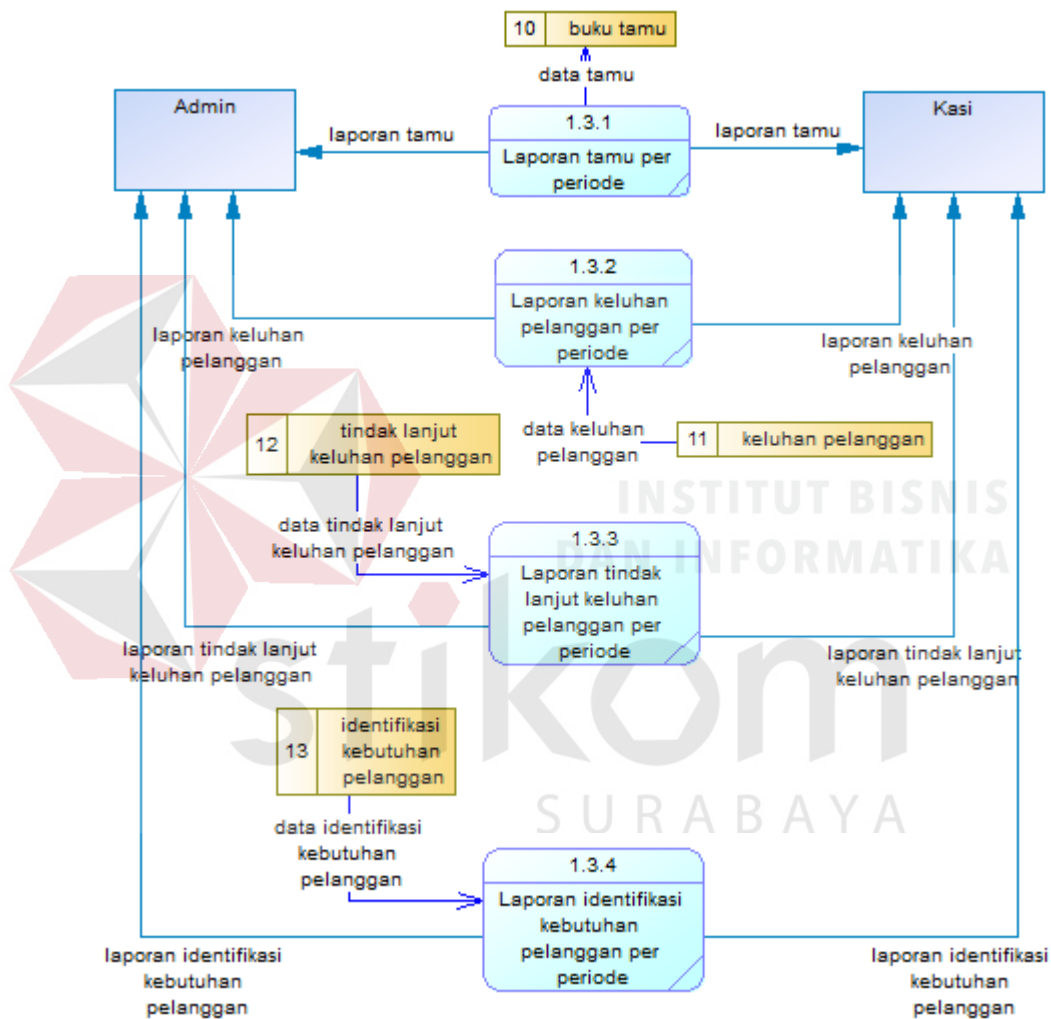 10 buku tamu
data tamu
Admin
laporan tamu
1.3.1
Laporan tamu per
periode
laporan tamu
Kasi
1.3.2
Laporan keluhan
pelanggan per
periode
laporan keluhan
pelanggan
laporan keluhan
pelanggan
12
tindak lanjut
keluhan pelanggan
data keluhan
pelanggan
11 keluhan pelanggan
INSTITUT BISNIS
DAN INFORMATIKA
data tindak lanjut
keluhan pelanggan
1.3.3
Laporan tindak
lanjut keluhan
pelanggan per
periode
laporan tindak lanjut
keluhan pelanggan
laporan tindak lanjut
keluhan pelanggan
stikom
SURABAYA
13
identifikasi
kebutuhan
pelanggan
data identifikasi
kebutuhan
pelanggan
1.3.4
Laporan identifikasi
kebutuhan
pelanggan per
periode
laporan identifikasi
kebutuhan
pelanggan
laporan identifikasi
kebutuhan
pelanggan